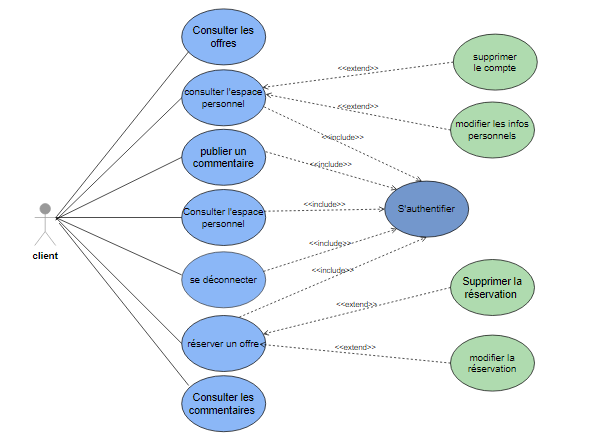 Consulter les
offres
<<extend>>
supprimer
le compte
consulter l'espace
personnel
<<extend>>
modifier les infos
personnels
<<include>>
publier un
commentaire
<<include>>
Consulter l'espace
personnel
<<include>>
S'authentifier
client
<<include>>
<<include>>
se déconnecter
Supprimer la
réservation
<<extend>>
réserver un offre
<<extend>>
modifier la
réservation
Consulter les
commentaires